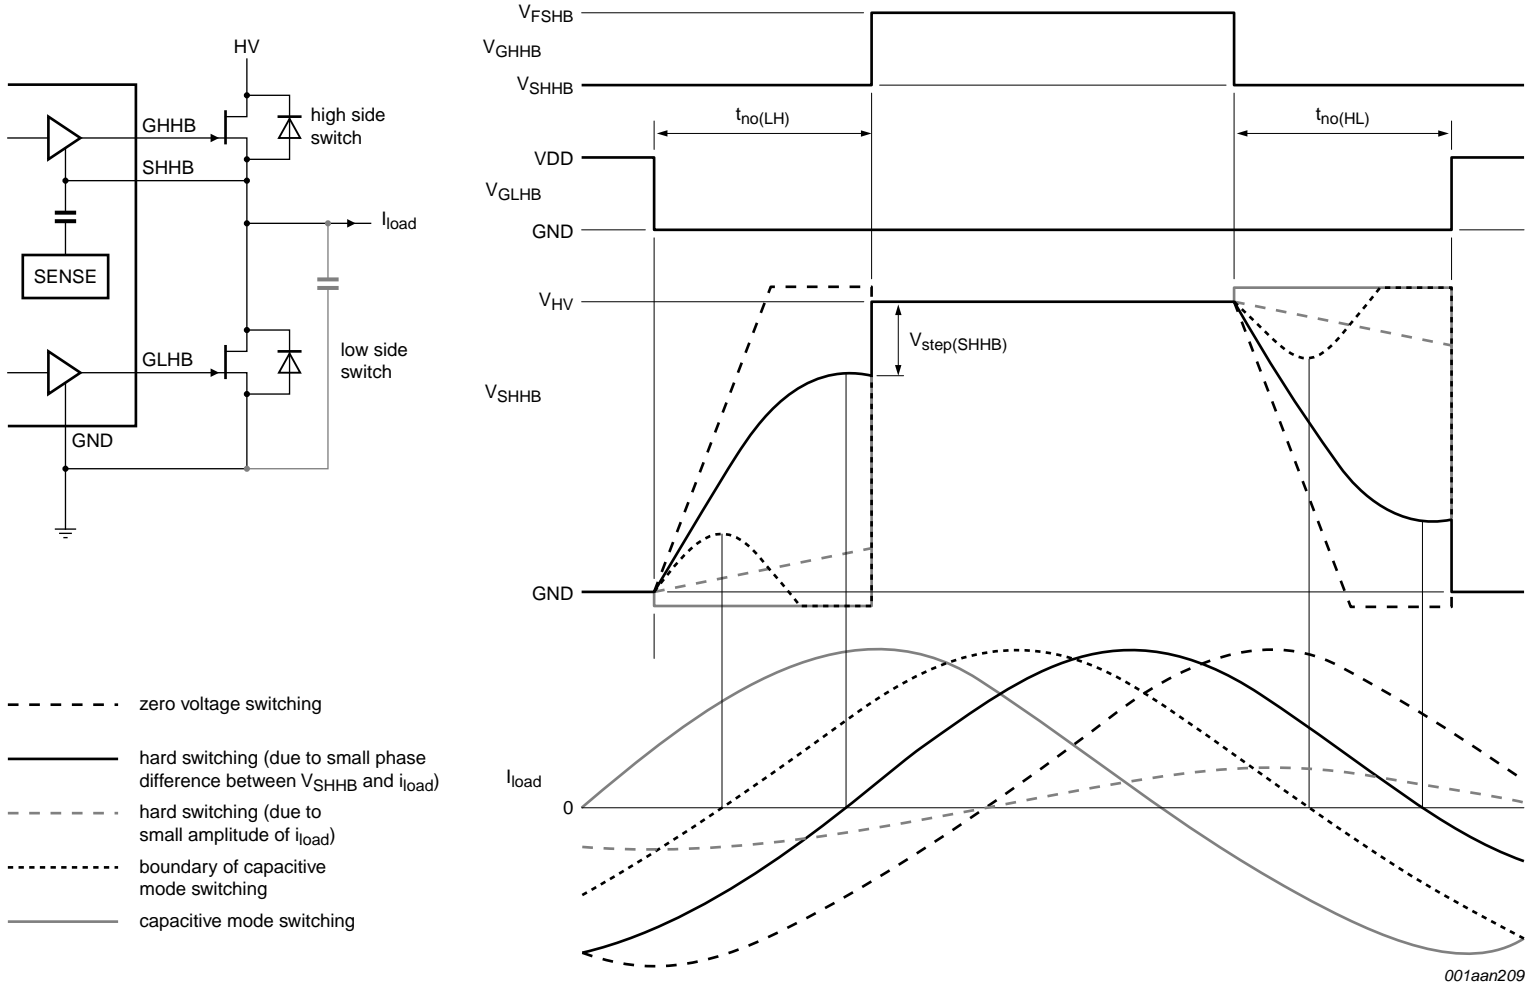 HV
GHHB
high side
switch
SHHB
I_load
SENSE
GLHB
low side
switch
GND
V_FSHB
V_GHHB
V_SHHB
t_no(LH)
t_no(HL)
VDD
V_GLHB
GND
V_HV
V_step(SHHB)
V_SHHB
GND
I_load
0
zero voltage switching
hard switching (due to small phase
difference between V_SHHB and i_load)
hard switching (due to
small amplitude of i_load)
boundary of capacitive
mode switching
capacitive mode switching
001aan209